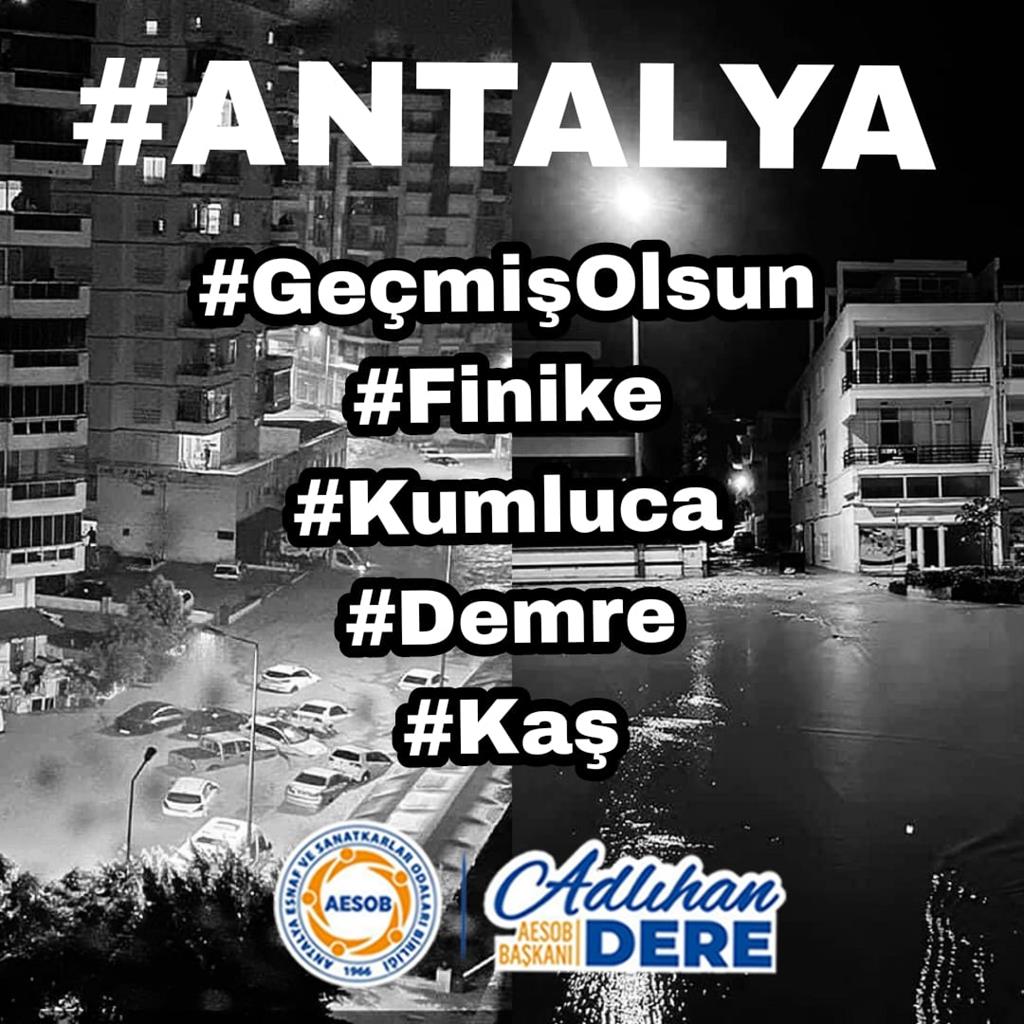 #ANTALYA
#GeçmişOlsun
#Finike
#Kumluca
#Demre
#Kaş
ANTALYA ESNAF VE SANATKARLAR ODALARI BİRLİĞİ
AESOB
1966
Adlıhan
AESOB
BAŞKANI
DERE